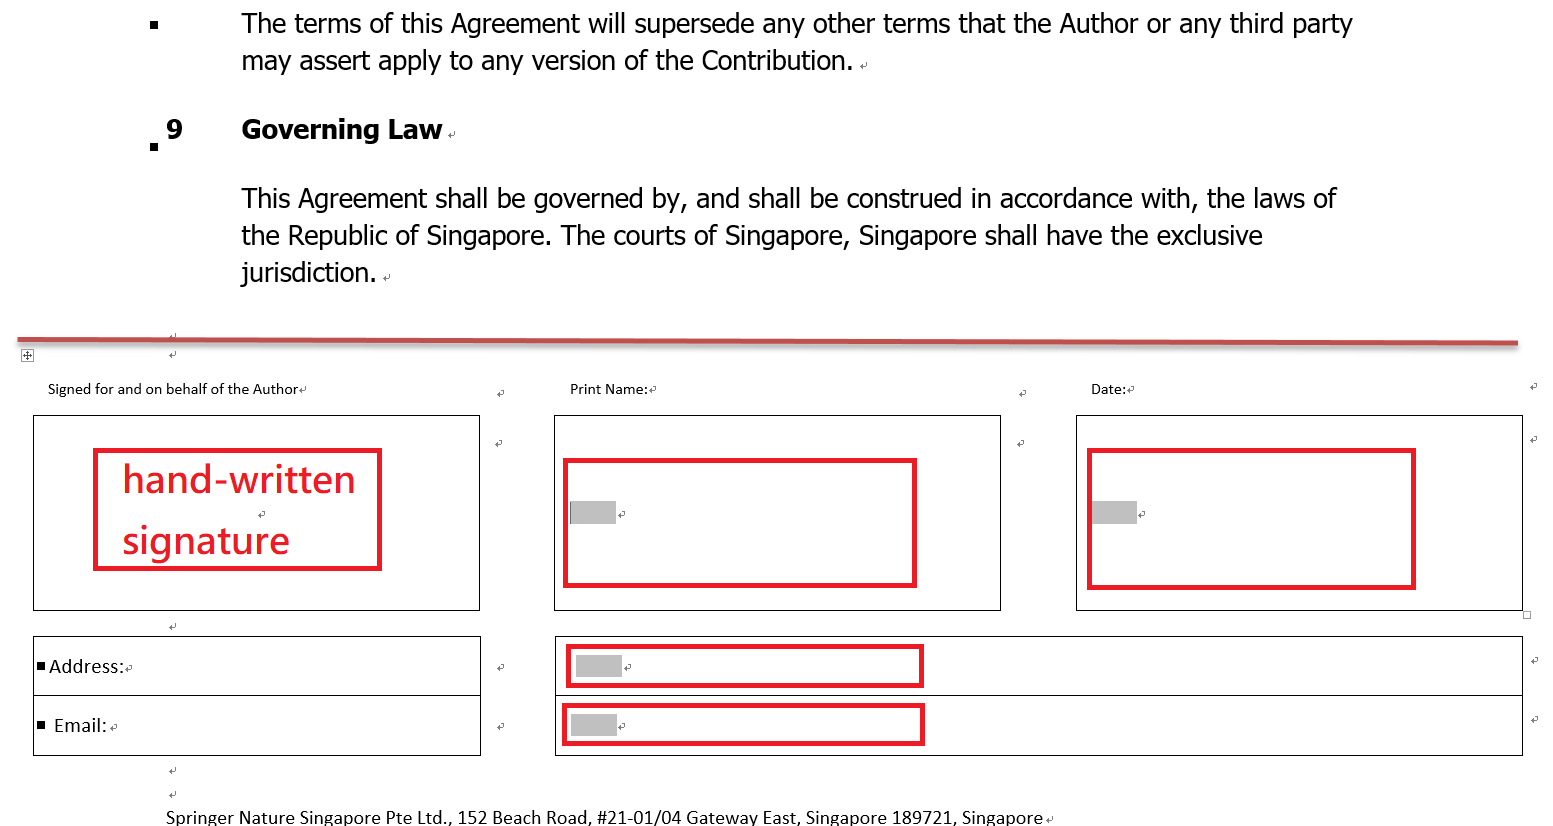 The terms of this Agreement will supersede any other terms that the Author or any third party
may assert apply to any version of the Contribution.
9 Governing Law
This Agreement shall be governed by, and shall be construed in accordance with, the laws of
the Republic of Singapore. The courts of Singapore, Singapore shall have the exclusive
jurisdiction.
Signed for and on behalf of the Author
Print Name:
Date:
hand-written
signature
Address:
Email:
Springer Nature Singapore Pte Ltd., 152 Beach Road, #21-01/04 Gateway East, Singapore 189721, Singapore